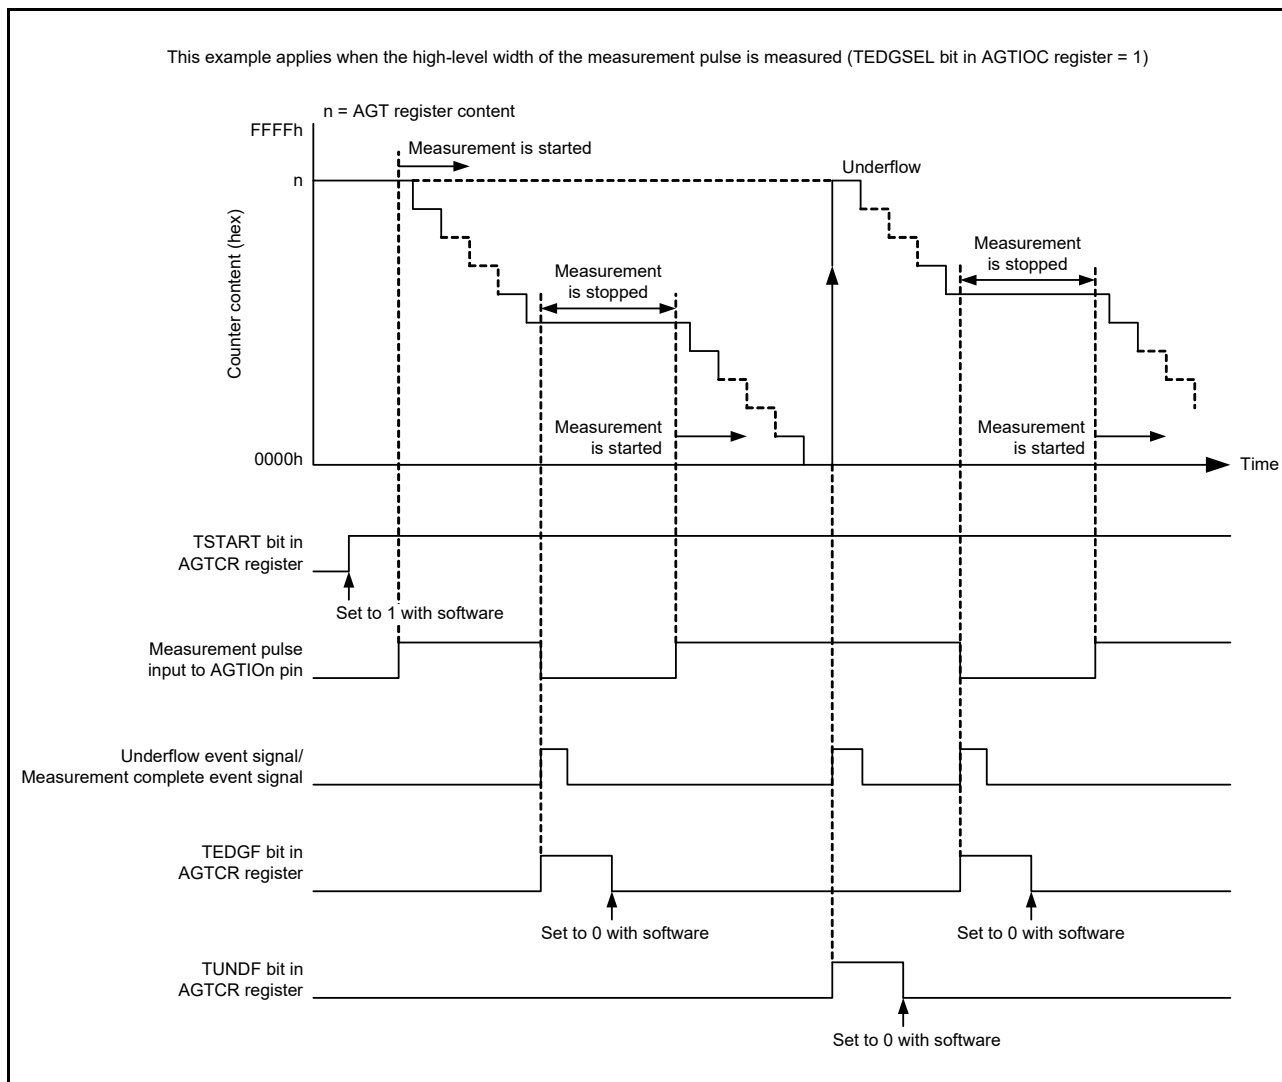 This example applies when the high-level width of the measurement pulse is measured (TEDGSEL bit in AGTIOC register = 1)
n = AGT register content
FFFFh
Measurement is started
Underflow
n
Counter content (hex)
Measurement
is stopped
Measurement
is stopped
Measurement
is started
Measurement
is started
0000h
Time
TSTART bit in
AGTCR register
Set to 1 with software
Measurement pulse
input to AGTIOn pin
Underflow event signal/
Measurement complete event signal
TEDGF bit in
AGTCR register
Set to 0 with software
Set to 0 with software
TUNDF bit in
AGTCR register
Set to 0 with software